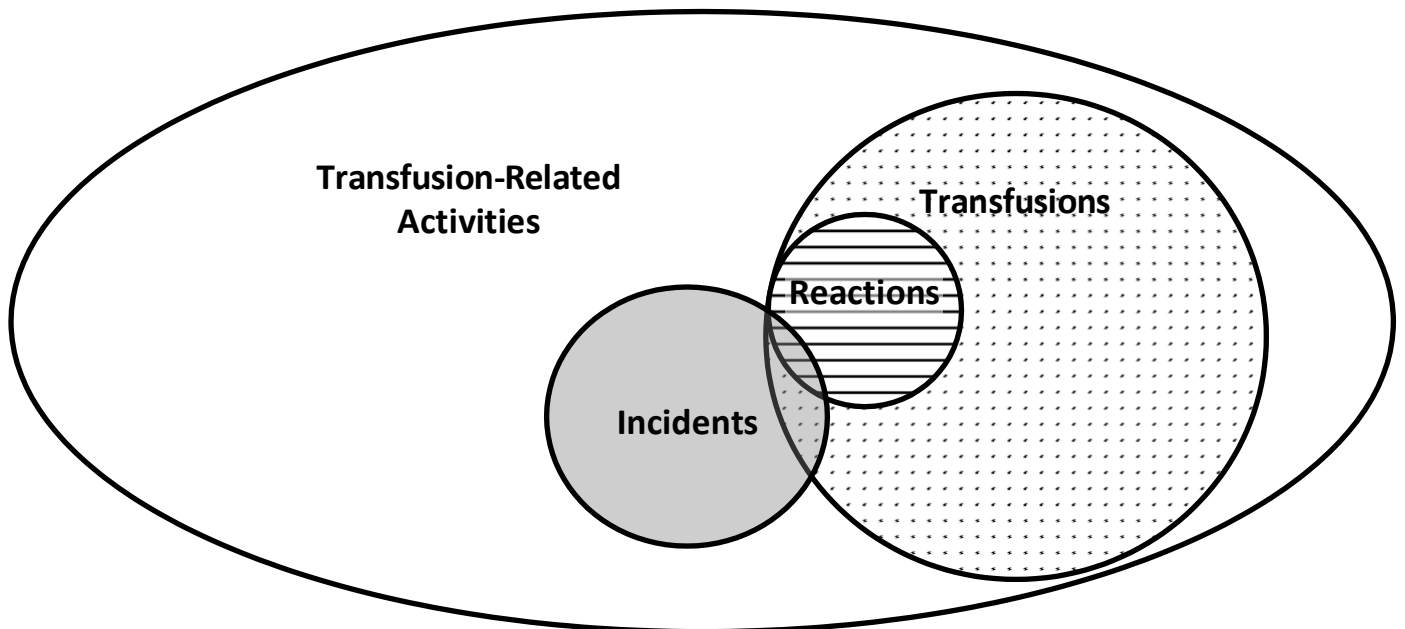 Transfusion-Related
Activities
Transfusions
Reactions
Incidents